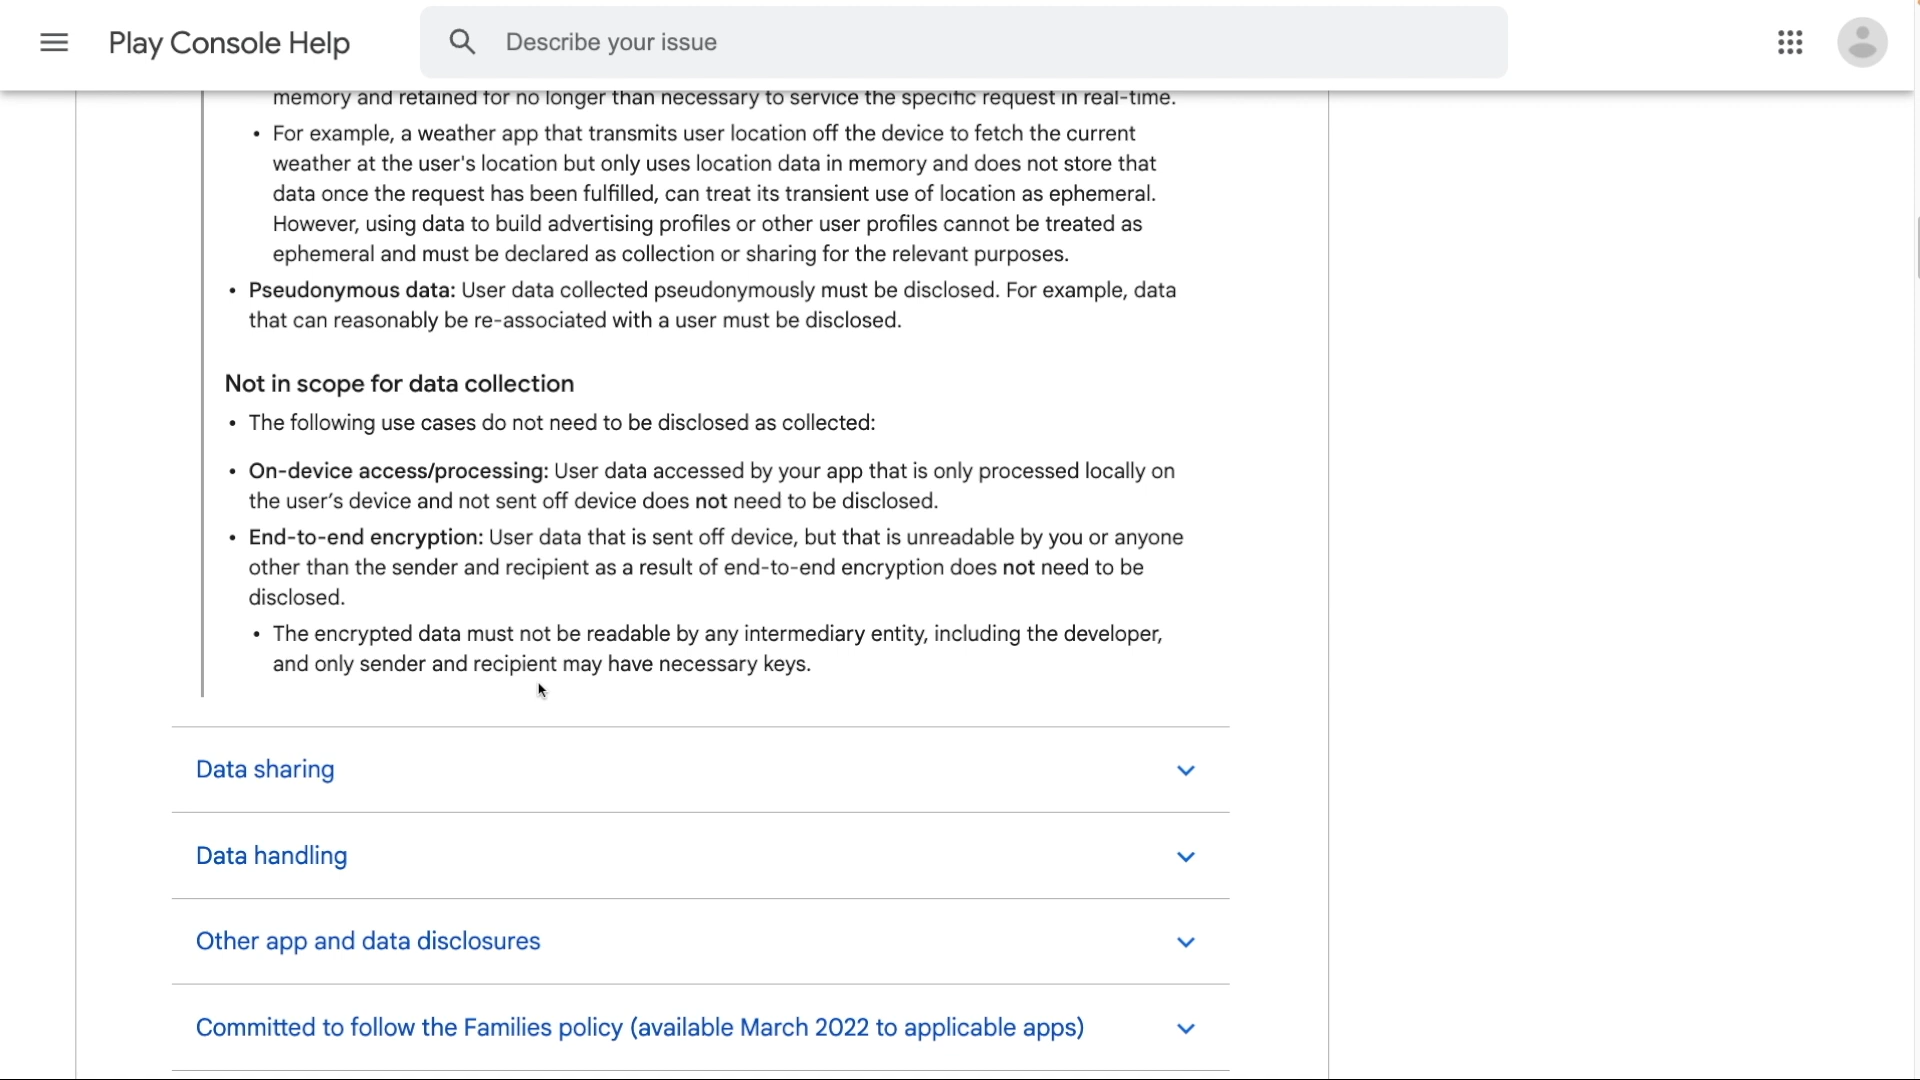 Play Console Help
Describe your issue
memory and retained for no longer than necessary to service the specific request in real-time.
• For example, a weather app that transmits user location off the device to fetch the current
weather at the user's location but only uses location data in memory and does not store that
data once the request has been fulfilled, can treat its transient use of location as ephemeral.
However, using data to build advertising profiles or other user profiles cannot be treated as
ephemeral and must be declared as collection or sharing for the relevant purposes.
• Pseudonymous data: User data collected pseudonymously must be disclosed. For example, data
that can reasonably be re-associated with a user must be disclosed.
Not in scope for data collection
• The following use cases do not need to be disclosed as collected:
• On-device access/processing: User data accessed by your app that is only processed locally on
the user’s device and not sent off device does not need to be disclosed.
• End-to-end encryption: User data that is sent off device, but that is unreadable by you or anyone
other than the sender and recipient as a result of end-to-end encryption does not need to be
disclosed.
• The encrypted data must not be readable by any intermediary entity, including the developer,
and only sender and recipient may have necessary keys.
Data sharing
Data handling
Other app and data disclosures
Committed to follow the Families policy (available March 2022 to applicable apps)